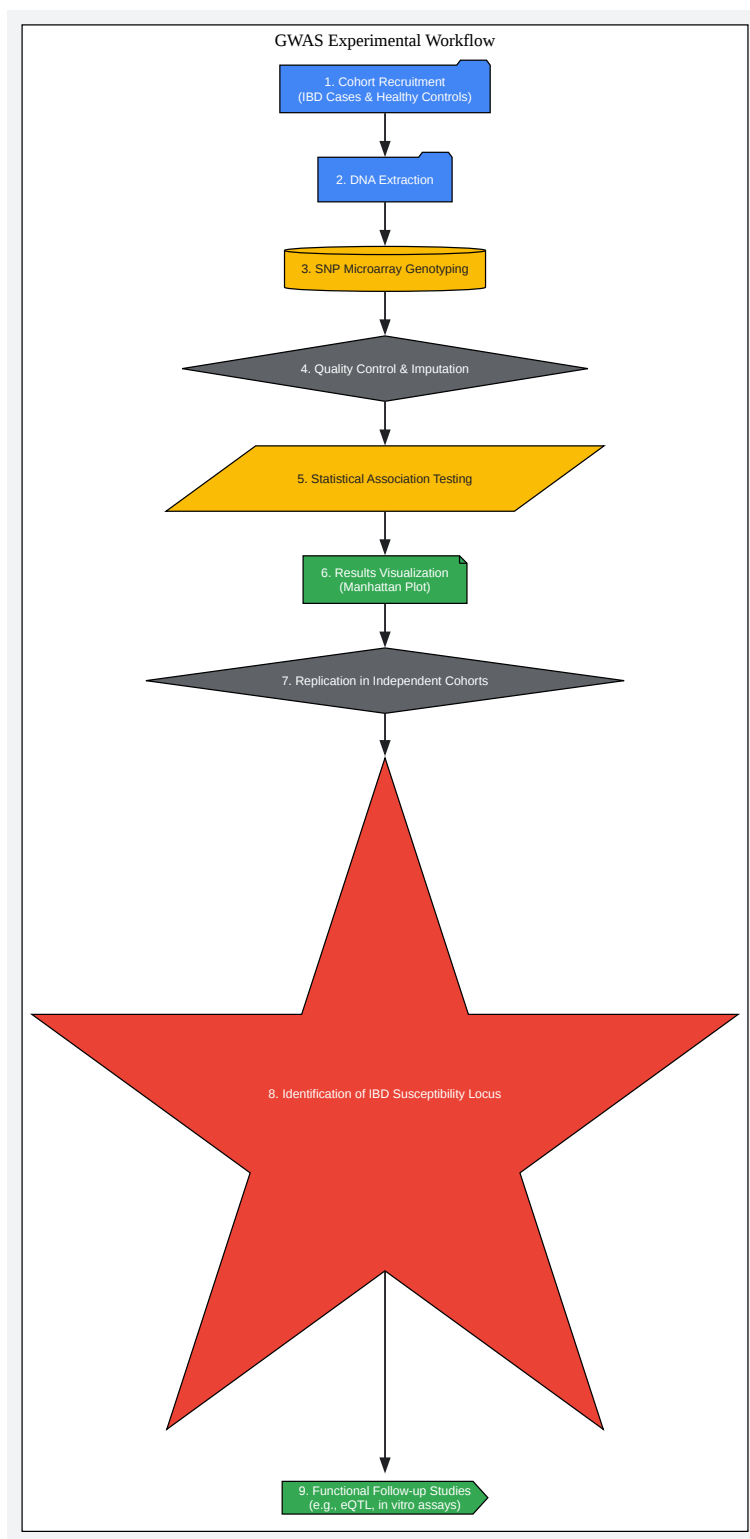 GWAS Experimental Workflow
1. Cohort Recruitment
(IBD Cases & Healthy Controls)
2. DNA Extraction
3. SNP Microarray Genotyping
4. Quality Control & Imputation
5. Statistical Association Testing
6. Results Visualization
(Manhattan Plot)
7. Replication in Independent Cohorts
8. Identification of IBD Susceptibility Locus
9. Functional Follow-up Studies
(e.g., eQTL, in vitro assays)